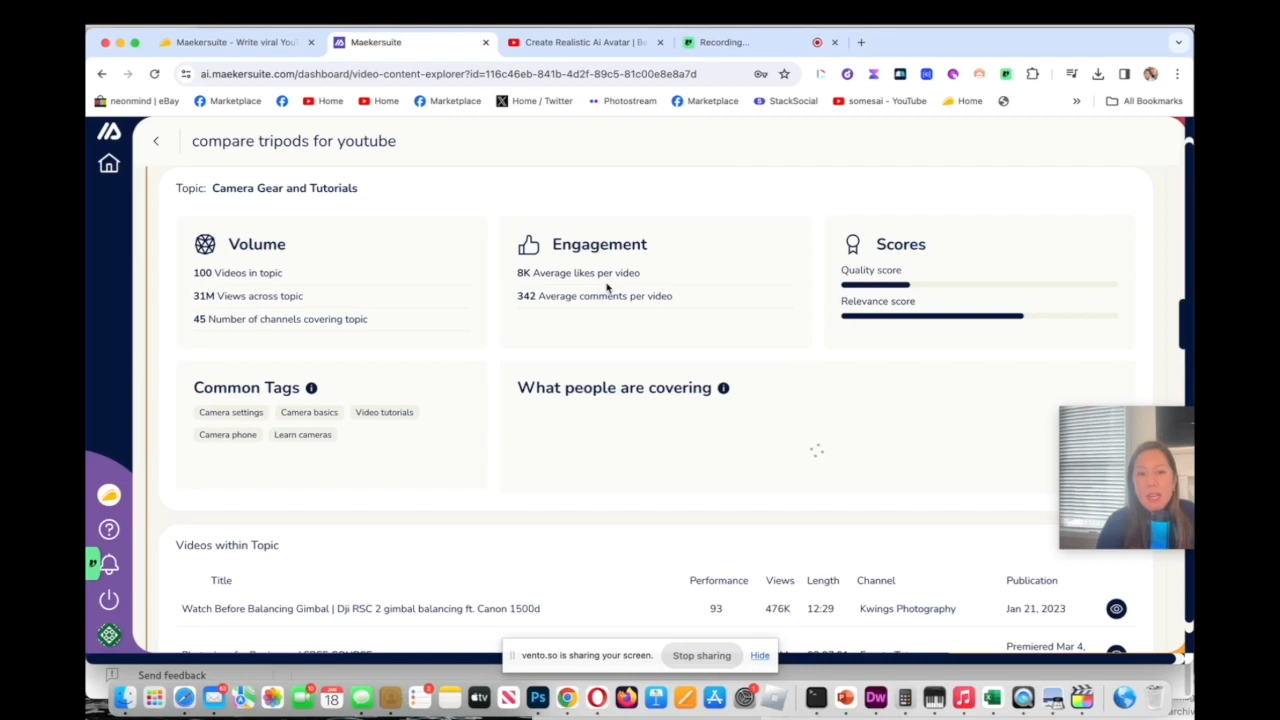 Maekersuite - Write viral You
Maekersuite
Create Realistic Ai Avatar | Be
Recording...
ai.maekersuite.com/dashboard/video-content-explorer?id=116c46eb-841b-4d2f-89c5-81c00e8e8a7d
neonmind | eBay
Marketplace
Home
Home
Marketplace
Home / Twitter
Photostream
Marketplace
StackSocial
somesai - YouTube
Home
All Bookmarks
compare tripods for youtube
Topic: Camera Gear and Tutorials
Volume
100 Videos in topic
31M Views across topic
45 Number of channels covering topic
Engagement
8K Average likes per video
342 Average comments per video
Scores
Quality score
Relevance score
Common Tags
Camera settings Camera basics Video tutorials
Camera phone Learn cameras
What people are covering
Videos within Topic
Title Performance Views Length Channel Publication
Watch Before Balancing Gimbal | Dji RSC 2 gimbal balancing ft. Canon 1500d 93 476K 12:29 Kwings Photography Jan 21, 2023
Premiered Mar 4,
vento.so is sharing your screen.
Stop sharing
Hide
Send feedback
JAN
18
tv
Ps
Dw